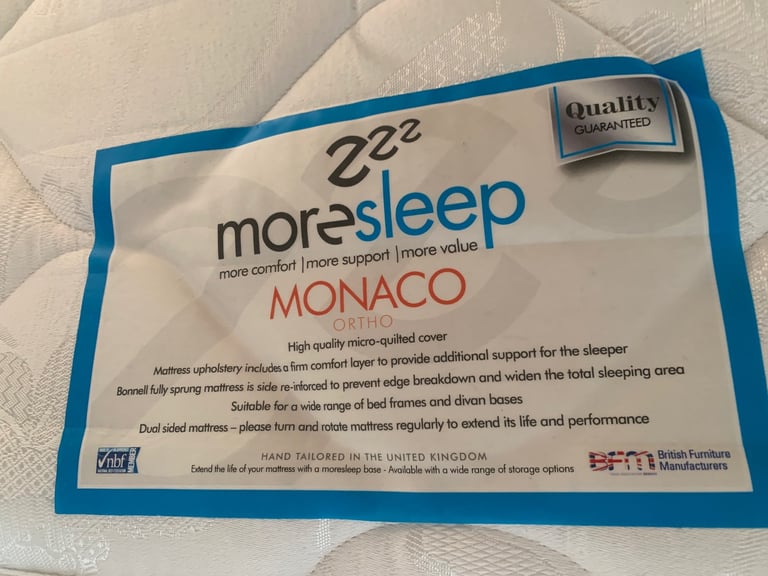 Quality
GUARANTEED
zzz
moresleep
more comfort | more support | more value
MONACO
ORTHO
High quality micro-quilted cover
Mattress upholstery includes a firm comfort layer to provide additional support for the sleeper
Bonnell fully sprung mattress is side re-inforced to prevent edge breakdown and widen the total sleeping area
Suitable for a wide range of bed frames and divan bases
Dual sided mattress – please turn and rotate mattress regularly to extend its life and performance
HAND TAILORED IN THE UNITED KINGDOM
Extend the life of your mattress with a moresleep base - Available with a wide range of storage options
nbf
MEMBER
BFM
British Furniture
Manufacturers